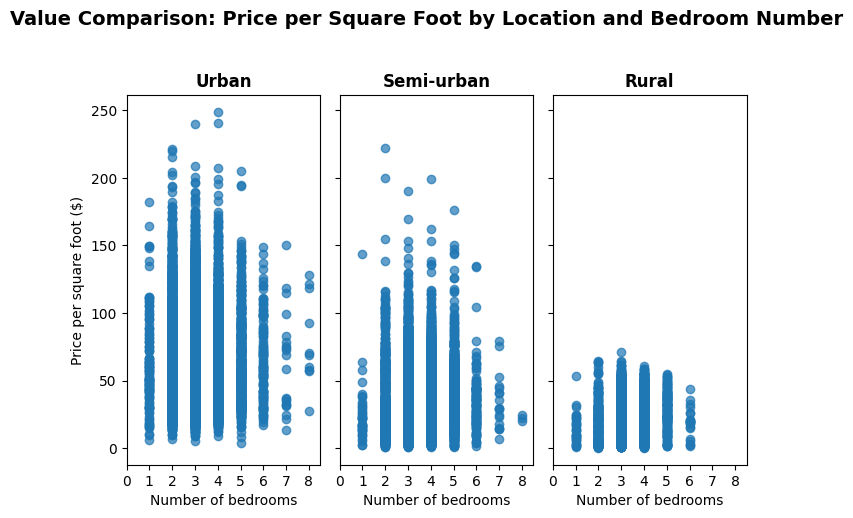 Value Comparison: Price per Square Foot by Location and Bedroom Number
Urban
Semi-urban
Rural
Price per square foot ($)
250
200
150
100
50
0
0 1 2 3 4 5 6 7 8
0 1 2 3 4 5 6 7 8
0 1 2 3 4 5 6 7 8
Number of bedrooms
Number of bedrooms
Number of bedrooms